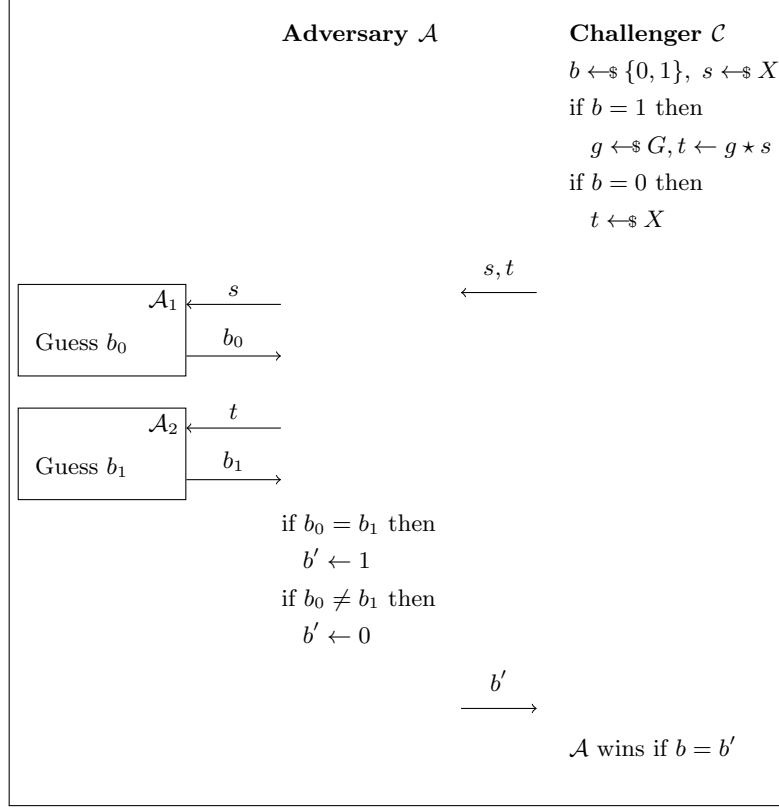 Adversary 𝒜 Challenger 𝒞
b ←$ {0, 1}, s ←$ X
if b = 1 then
g ←$ G, t ← g ⋆ s
if b = 0 then
t ←$ X
s, t
𝒜₁ s
Guess b₀ b₀
𝒜₂ t
Guess b₁ b₁
if b₀ = b₁ then
b′ ← 1
if b₀ ≠ b₁ then
b′ ← 0
b′
𝒜 wins if b = b′